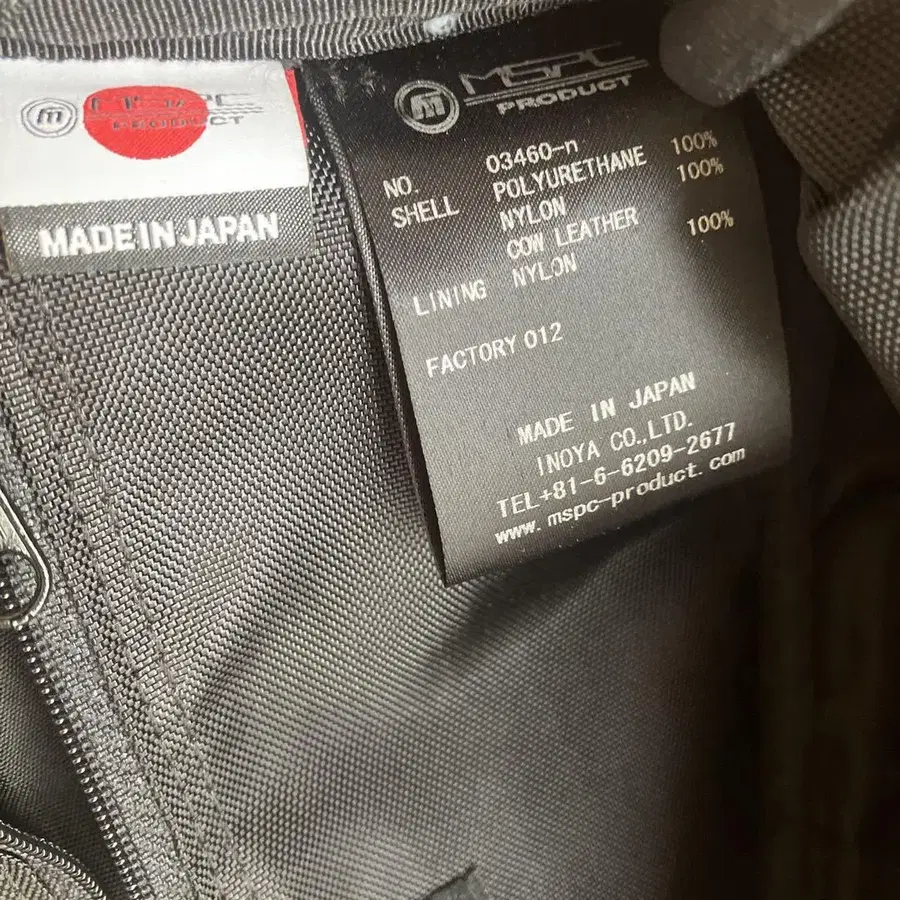 m MSPC
PRODUCT
MADE IN JAPAN
m MSPC
PRODUCT
NO. 03460-n
SHELL POLYURETHANE 100%
NYLON 100%
COW LEATHER
LINING NYLON 100%
FACTORY 012
MADE IN JAPAN
INOYA CO.,LTD.
TEL+81-6-6209-2677
www.mspc-product.com